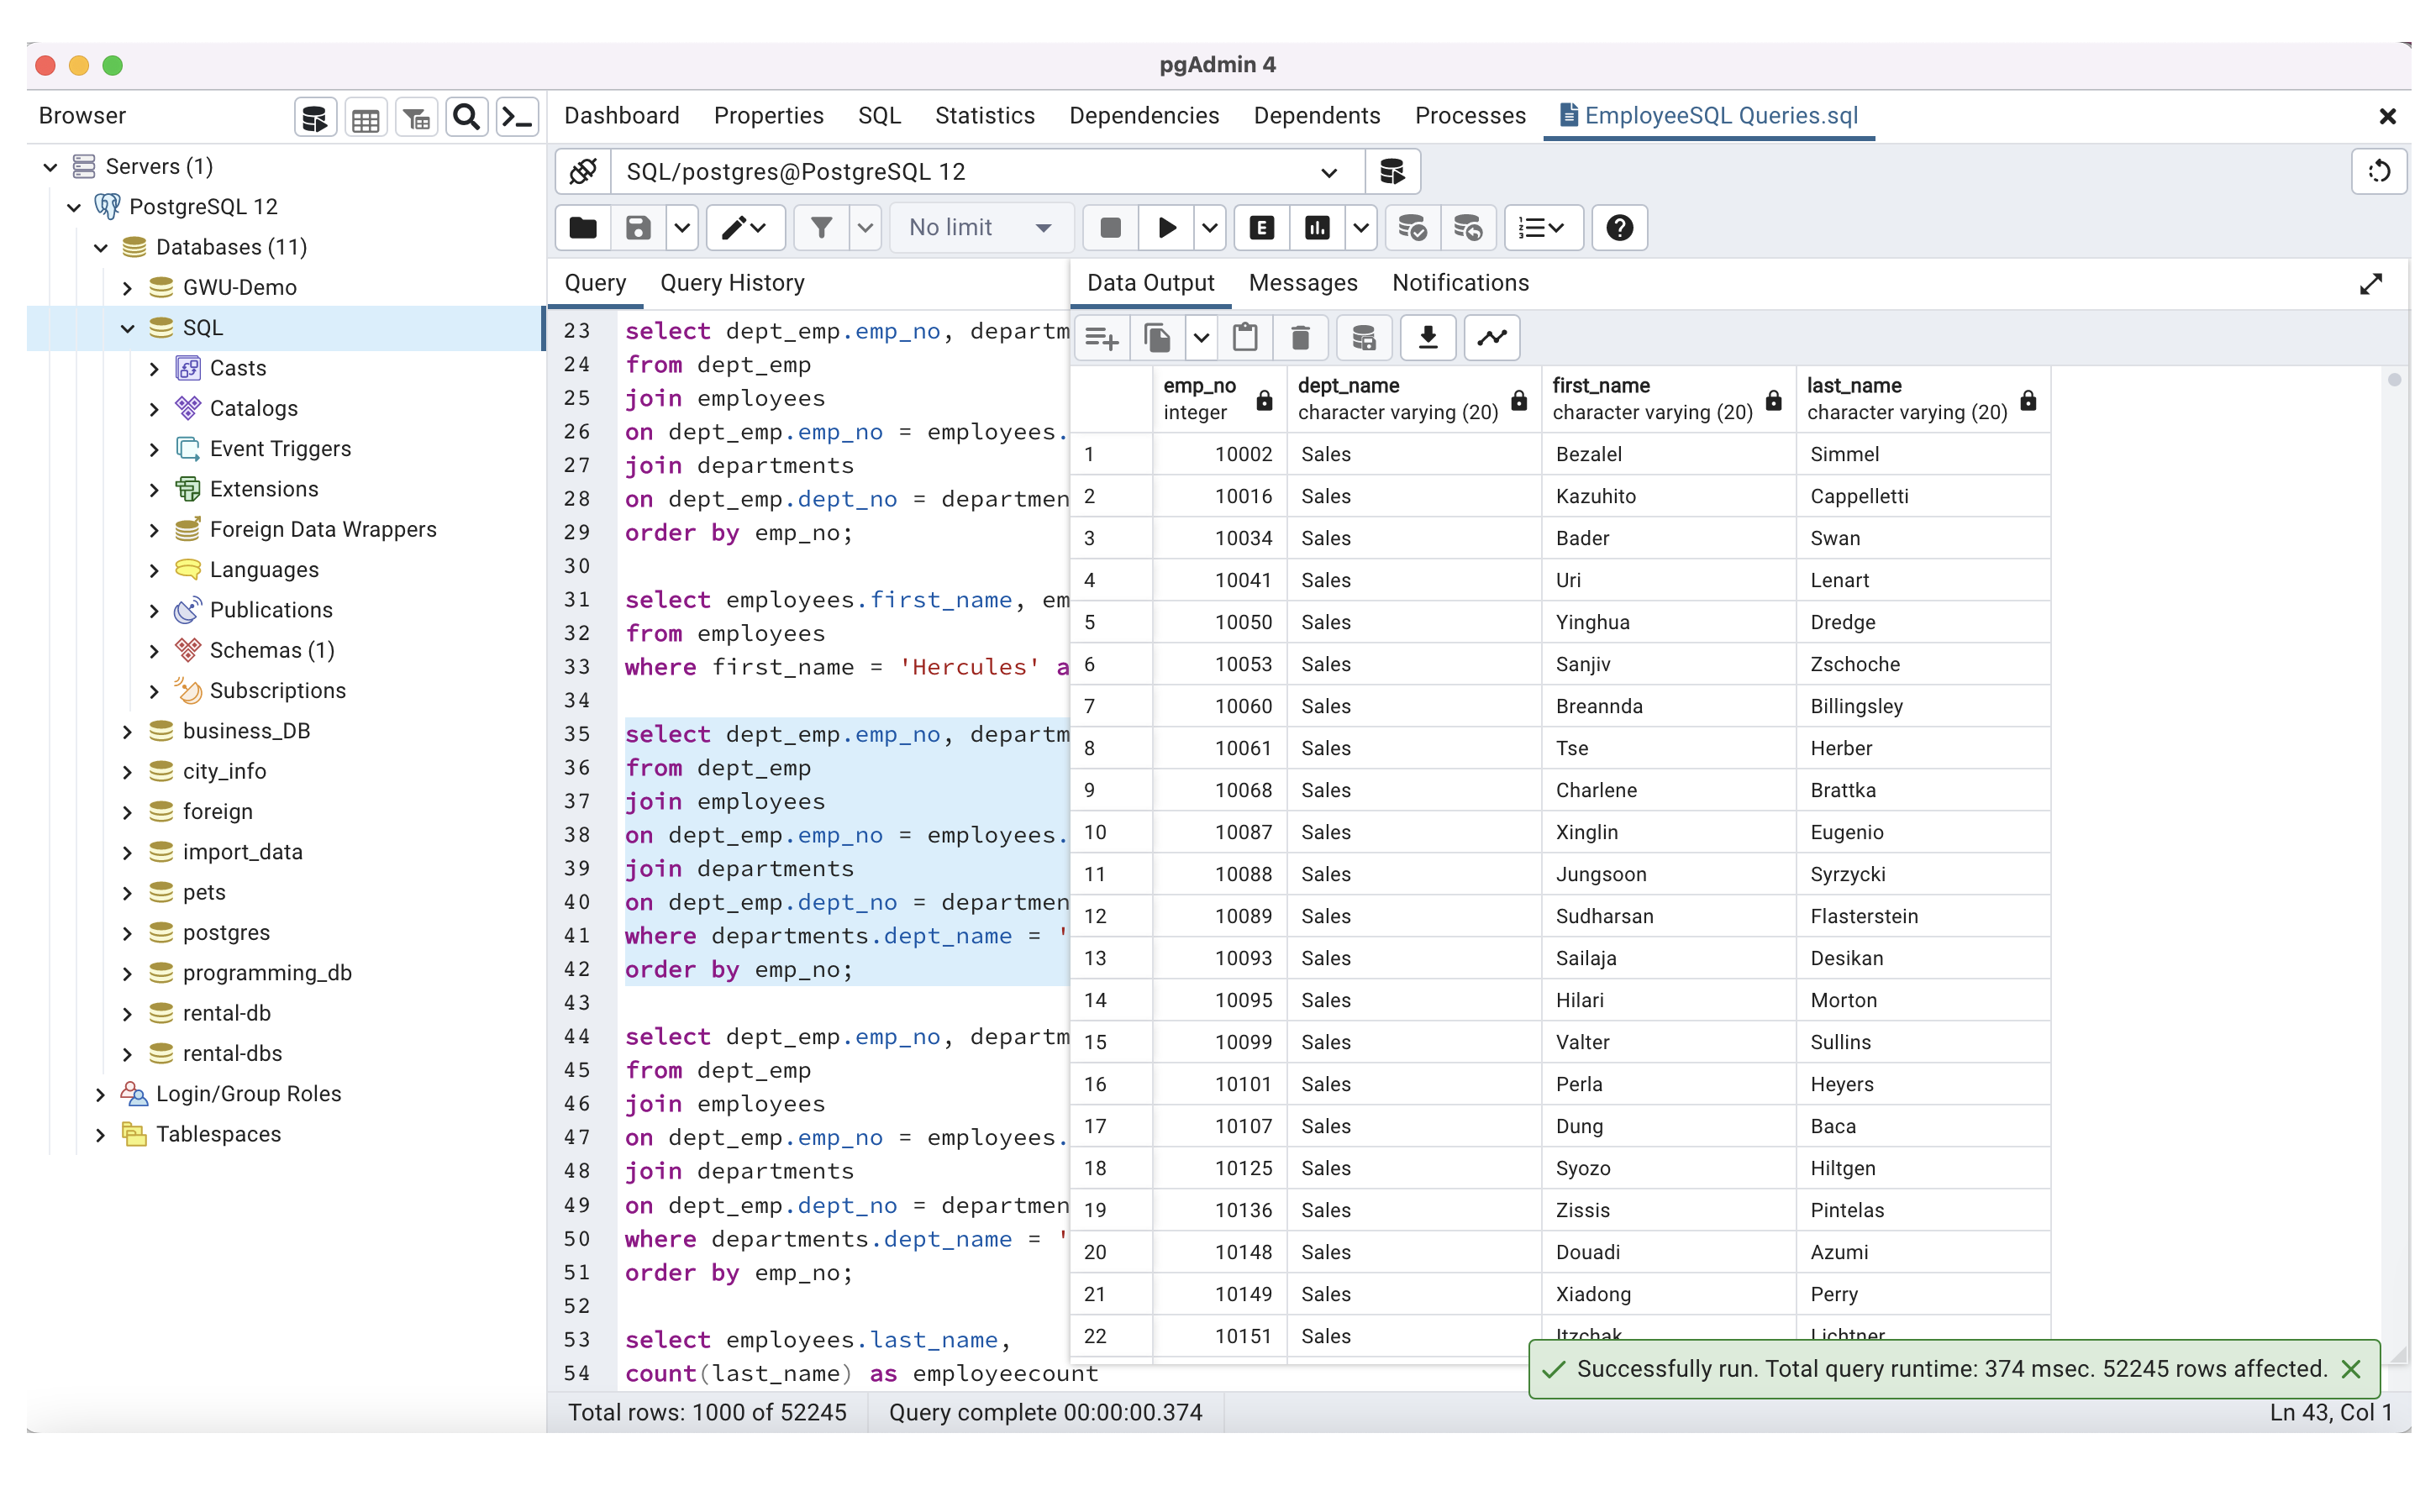 pgAdmin 4
Browser
Dashboard Properties SQL Statistics Dependencies Dependents Processes EmployeeSQL Queries.sql
Servers (1)
PostgreSQL 12
Databases (11)
GWU-Demo
SQL
Casts
Catalogs
Event Triggers
Extensions
Foreign Data Wrappers
Languages
Publications
Schemas (1)
Subscriptions
business_DB
city_info
foreign
import_data
pets
postgres
programming_db
rental-db
rental-dbs
Login/Group Roles
Tablespaces
SQL/postgres@PostgreSQL 12
No limit
E
Query Query History
23 select dept_emp.emp_no, departm
24 from dept_emp
25 join employees
26 on dept_emp.emp_no = employees.
27 join departments
28 on dept_emp.dept_no = departmen
29 order by emp_no;
30
31 select employees.first_name, em
32 from employees
33 where first_name = 'Hercules' a
34
35 select dept_emp.emp_no, departm
36 from dept_emp
37 join employees
38 on dept_emp.emp_no = employees.
39 join departments
40 on dept_emp.dept_no = departmen
41 where departments.dept_name = '
42 order by emp_no;
43
44 select dept_emp.emp_no, departm
45 from dept_emp
46 join employees
47 on dept_emp.emp_no = employees.
48 join departments
49 on dept_emp.dept_no = departmen
50 where departments.dept_name = '
51 order by emp_no;
52
53 select employees.last_name,
54 count(last_name) as employeecount
Data Output Messages Notifications
emp_no dept_name first_name last_name
integer character varying (20) character varying (20) character varying (20)
1 10002 Sales Bezalel Simmel
2 10016 Sales Kazuhito Cappelletti
3 10034 Sales Bader Swan
4 10041 Sales Uri Lenart
5 10050 Sales Yinghua Dredge
6 10053 Sales Sanjiv Zschoche
7 10060 Sales Breannda Billingsley
8 10061 Sales Tse Herber
9 10068 Sales Charlene Brattka
10 10087 Sales Xinglin Eugenio
11 10088 Sales Jungsoon Syrzycki
12 10089 Sales Sudharsan Flasterstein
13 10093 Sales Sailaja Desikan
14 10095 Sales Hilari Morton
15 10099 Sales Valter Sullins
16 10101 Sales Perla Heyers
17 10107 Sales Dung Baca
18 10125 Sales Syozo Hiltgen
19 10136 Sales Zissis Pintelas
20 10148 Sales Douadi Azumi
21 10149 Sales Xiadong Perry
22 10151 Sales Itzchak Lichtner
Successfully run. Total query runtime: 374 msec. 52245 rows affected.
Total rows: 1000 of 52245 Query complete 00:00:00.374 Ln 43, Col 1